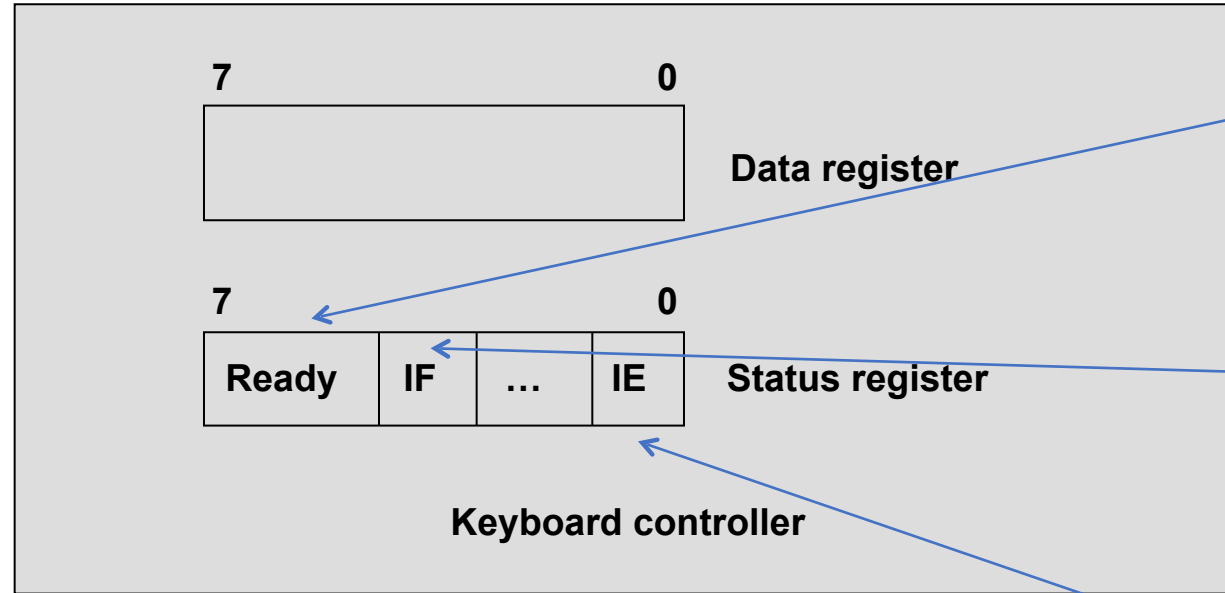 7 0
Data register
7 0
Ready IF … IE Status register
Keyboard controller